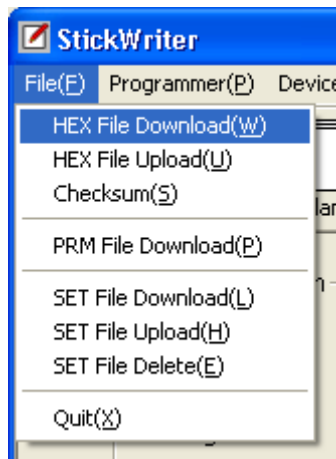 StickWriter
File(F) Programmer(P) Device
HEX File Download(W)
HEX File Upload(U)
Checksum(S)
PRM File Download(P)
SET File Download(L)
SET File Upload(H)
SET File Delete(E)
Quit(X)